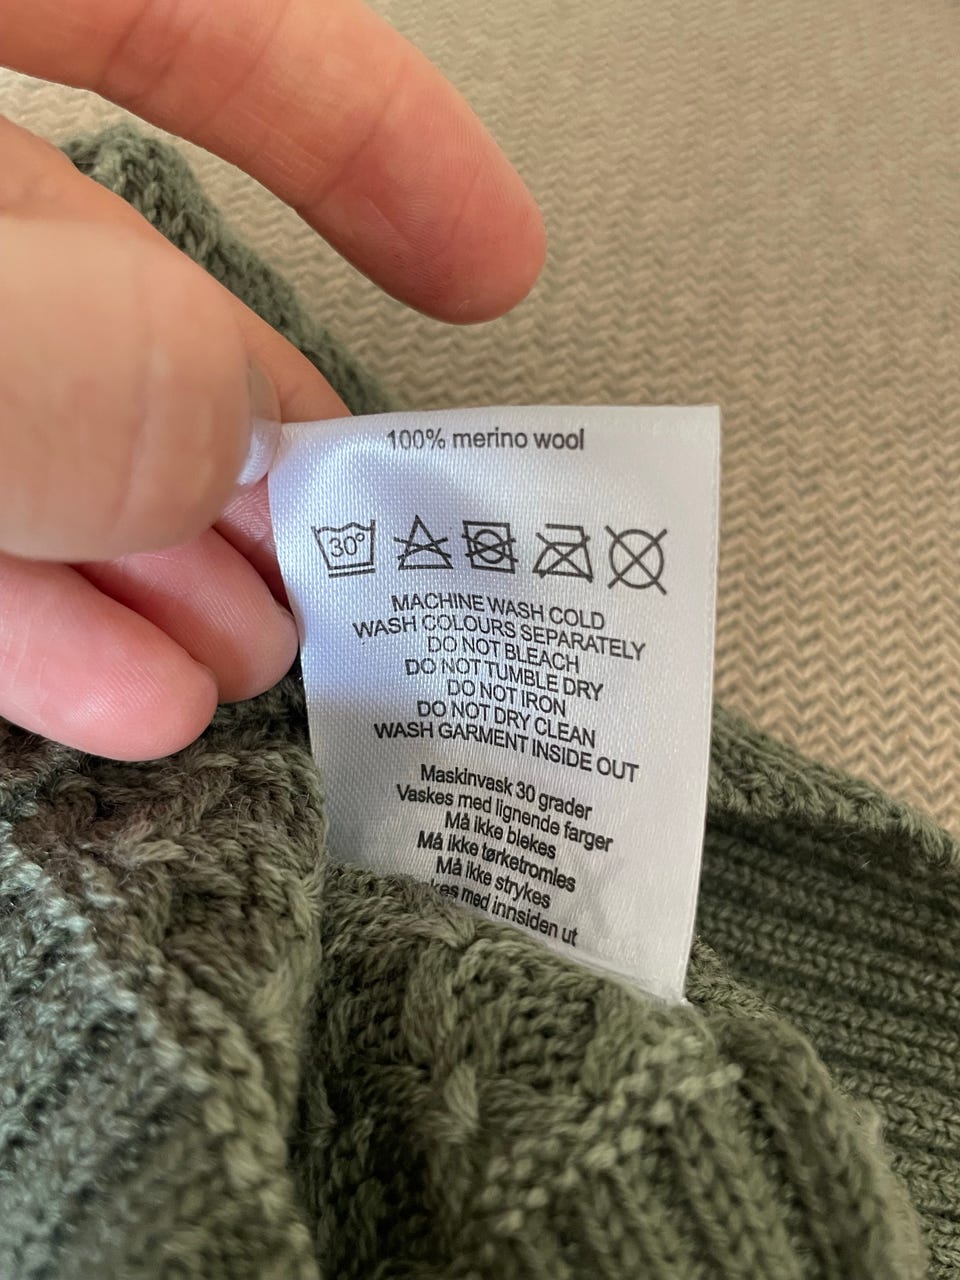 100% merino wool
30°
MACHINE WASH COLD
WASH COLOURS SEPARATELY
DO NOT BLEACH
DO NOT TUMBLE DRY
DO NOT IRON
DO NOT DRY CLEAN
WASH GARMENT INSIDE OUT
Maskinvask 30 grader
Vaskes med lignende farger
Må ikke blekes
Må ikke tørketromles
Må ikke strykes
med innsiden ut